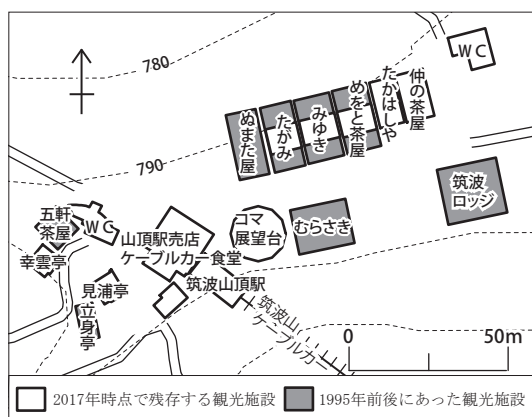 780
WC
790
ぬまた屋
たがみ
みゆき
めをと茶屋
たかはしや
仲の茶屋
筑波
ロッジ
五軒
茶屋
WC
幸雲亭
山頂駅売店
ケーブルカー食堂
コマ
展望台
むらさき
見浦亭
立身亭
筑波山頂駅
筑波山
ケーブルカー
0 50m
2017年時点で残存する観光施設 1995年前後にあった観光施設